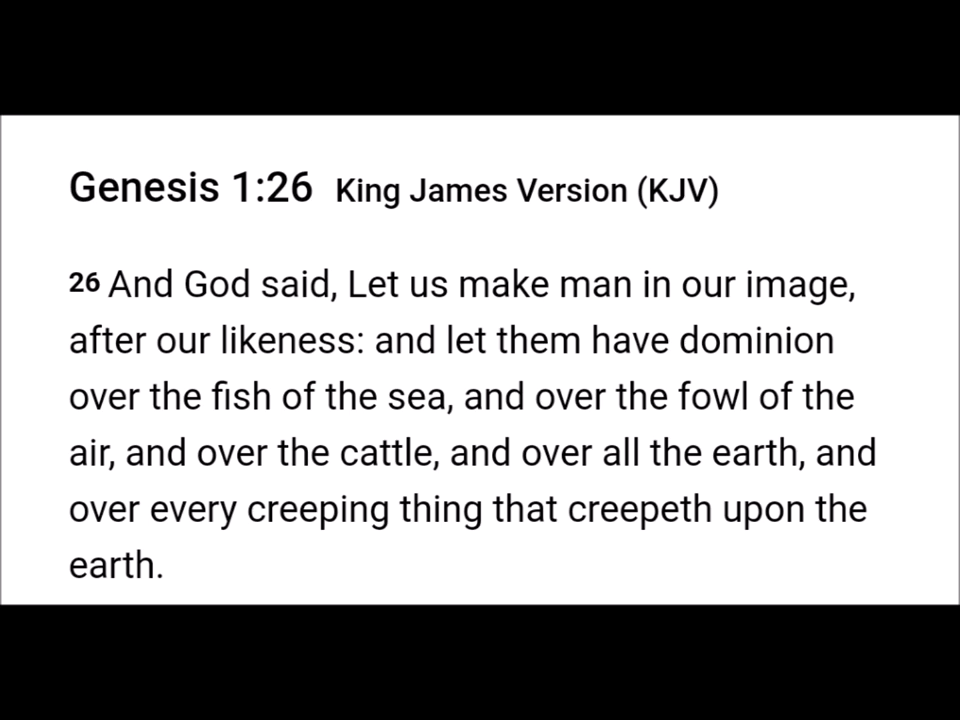 Genesis 1:26 King James Version (KJV)
26 And God said, Let us make man in our image,
after our likeness: and let them have dominion
over the fish of the sea, and over the fowl of the
air, and over the cattle, and over all the earth, and
over every creeping thing that creepeth upon the
earth.